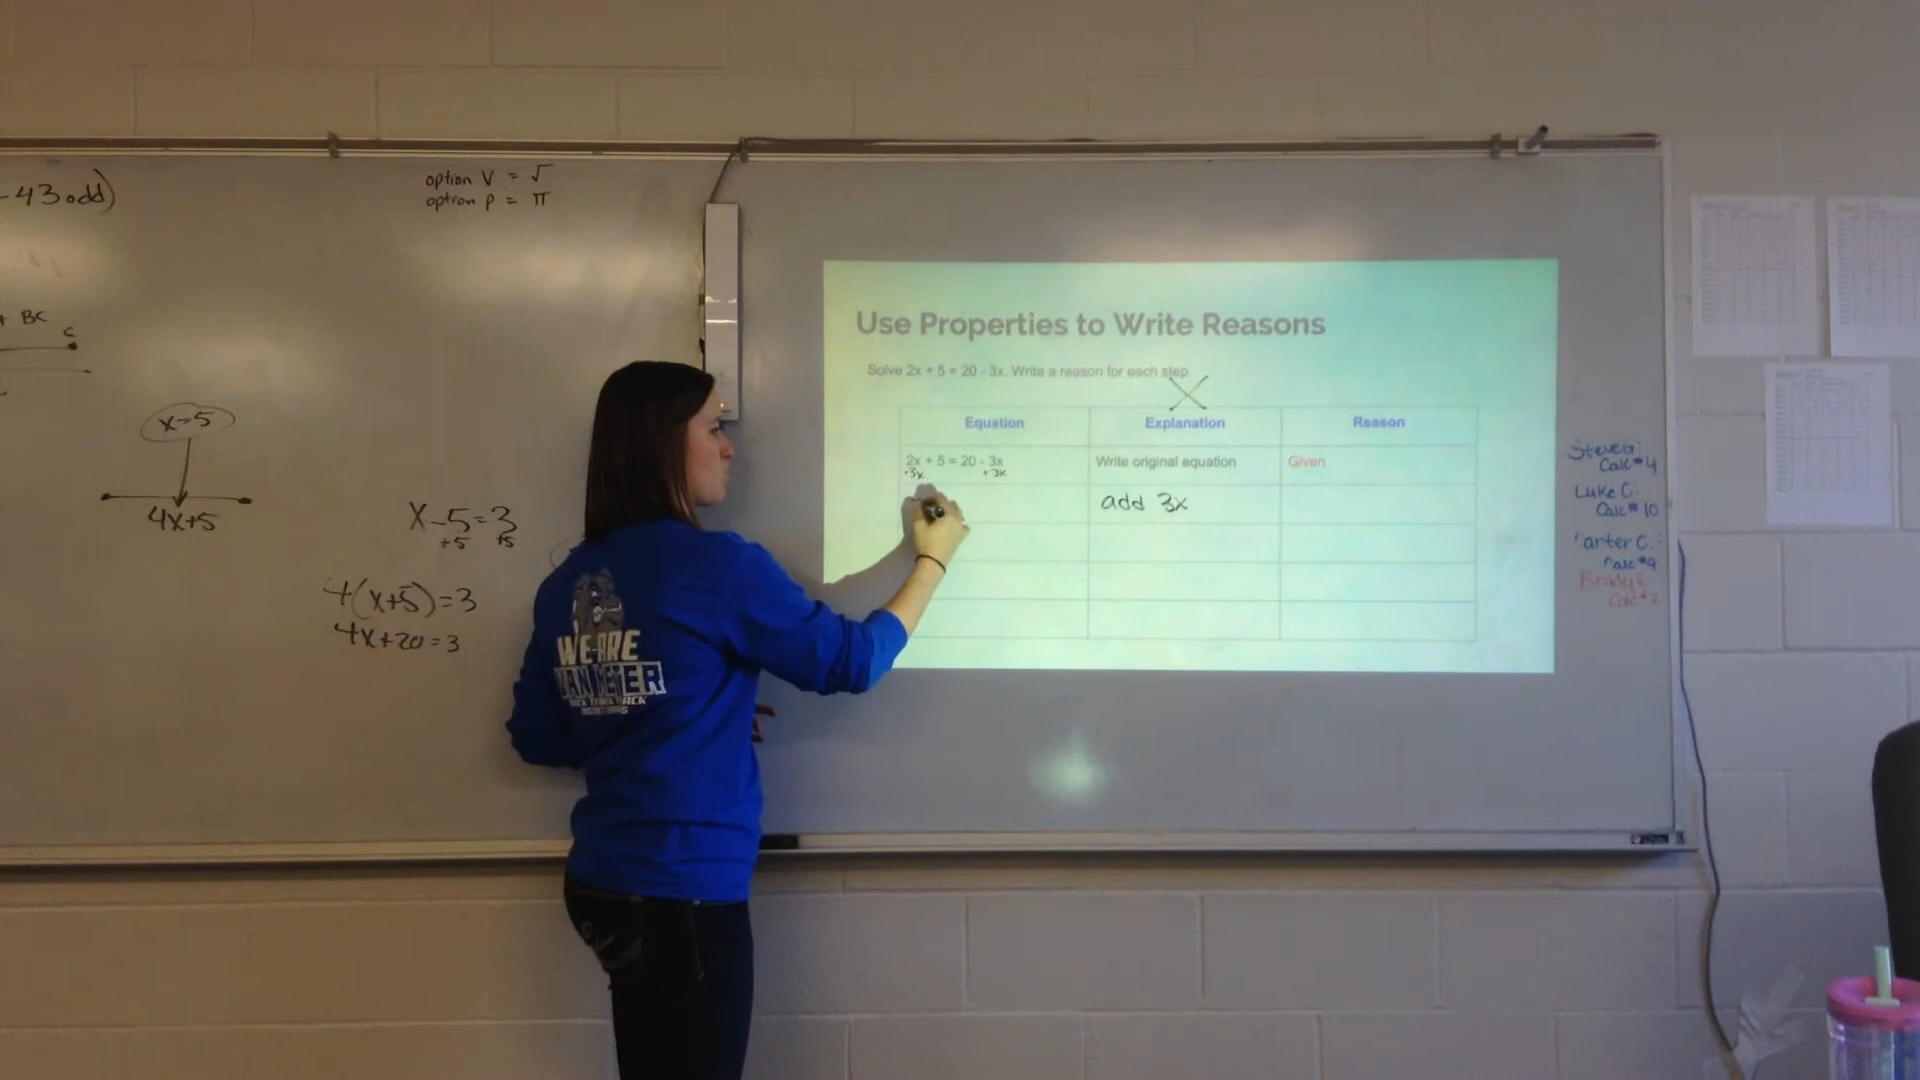 -43 odd)
option V = √
option p = π
BC
C
x=5
4x+5
x-5=3
+5 +5
4(x+5)=3
4x+20=3
WE ARE
VAN METER
Use Properties to Write Reasons
Solve 2x + 5 = 20 - 3x. Write a reason for each step.
Equation Explanation Reason
2x + 5 = 20 - 3x Write original equation Given
+3x +3x
add 3x
Steve G:
Calc #4
Luke C:
Calc # 10
Carter C.:
Calc #9
Brady
Calc #2